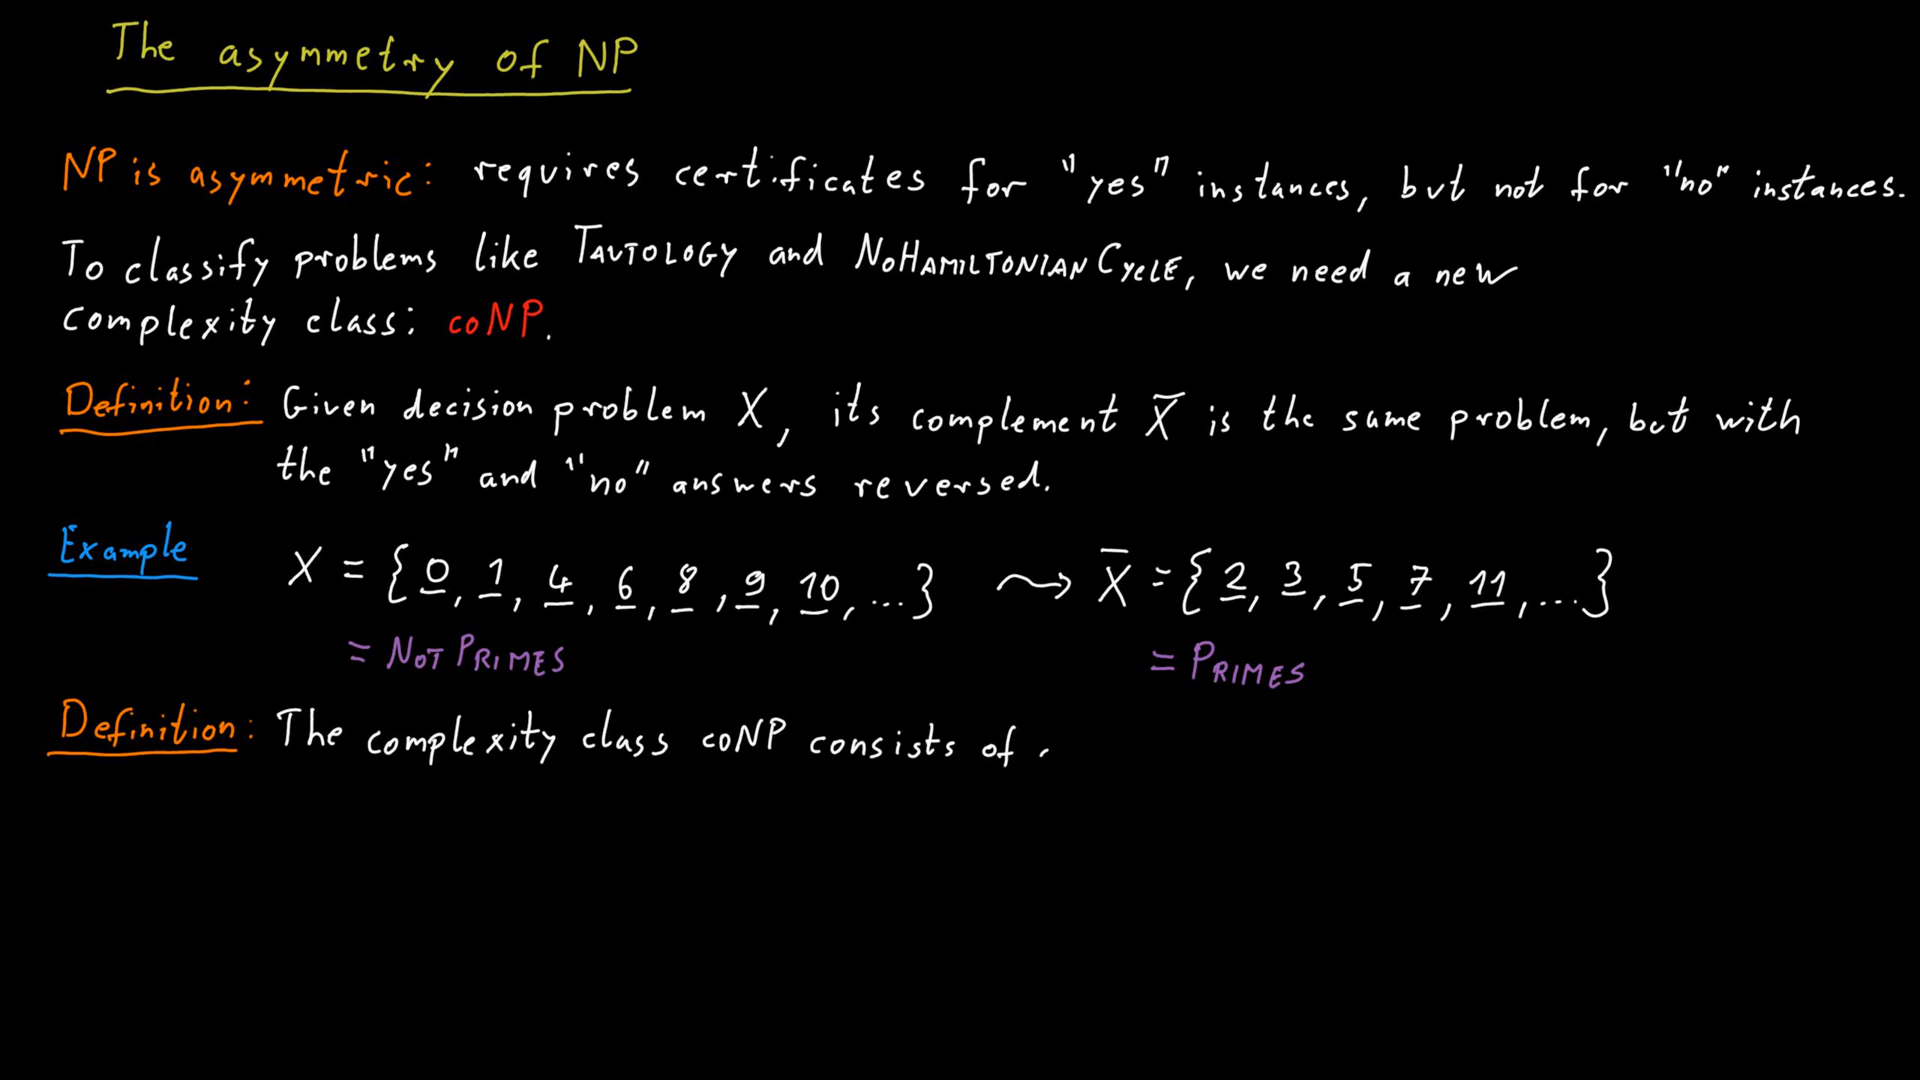 The asymmetry of NP
NP is asymmetric: requires certificates for "yes" instances, but not for "no" instances.
To classify problems like TAUTOLOGY and NOHAMILTONIANCYCLE, we need a new
complexity class: coNP.
Definition: Given decision problem X, its complement X̅ is the same problem, but with
the "yes" and "no" answers reversed.
Example X = {0, 1, 4, 6, 8, 9, 10, ...} ⤳ X̅ = {2, 3, 5, 7, 11, ...}
= NOT PRIMES = PRIMES
Definition: The complexity class coNP consists of